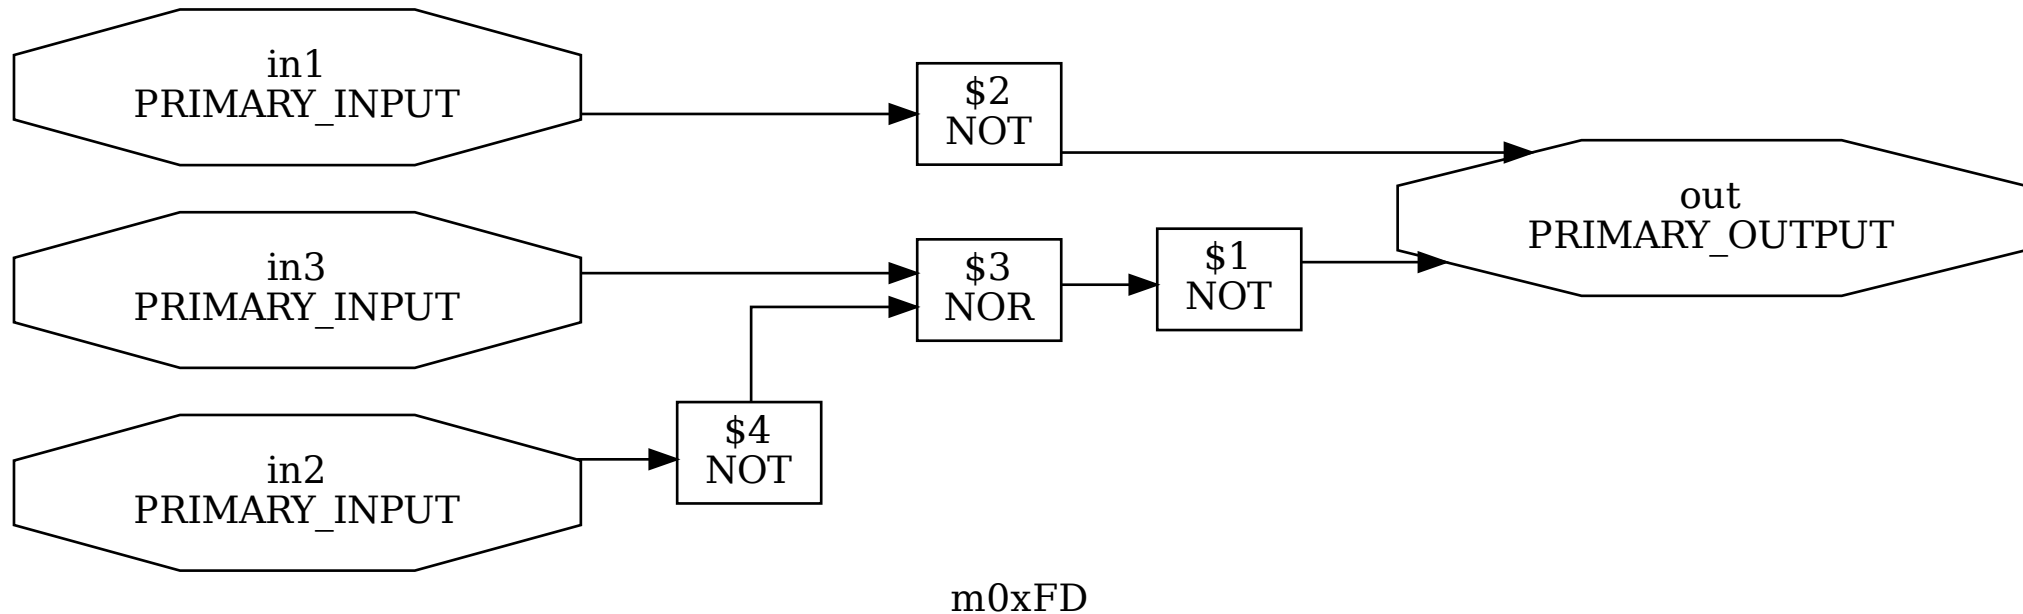 in1
PRIMARY_INPUT
$2
NOT
out
PRIMARY_OUTPUT
in3
PRIMARY_INPUT
$3
NOR
$1
NOT
in2
PRIMARY_INPUT
$4
NOT
m0xFD